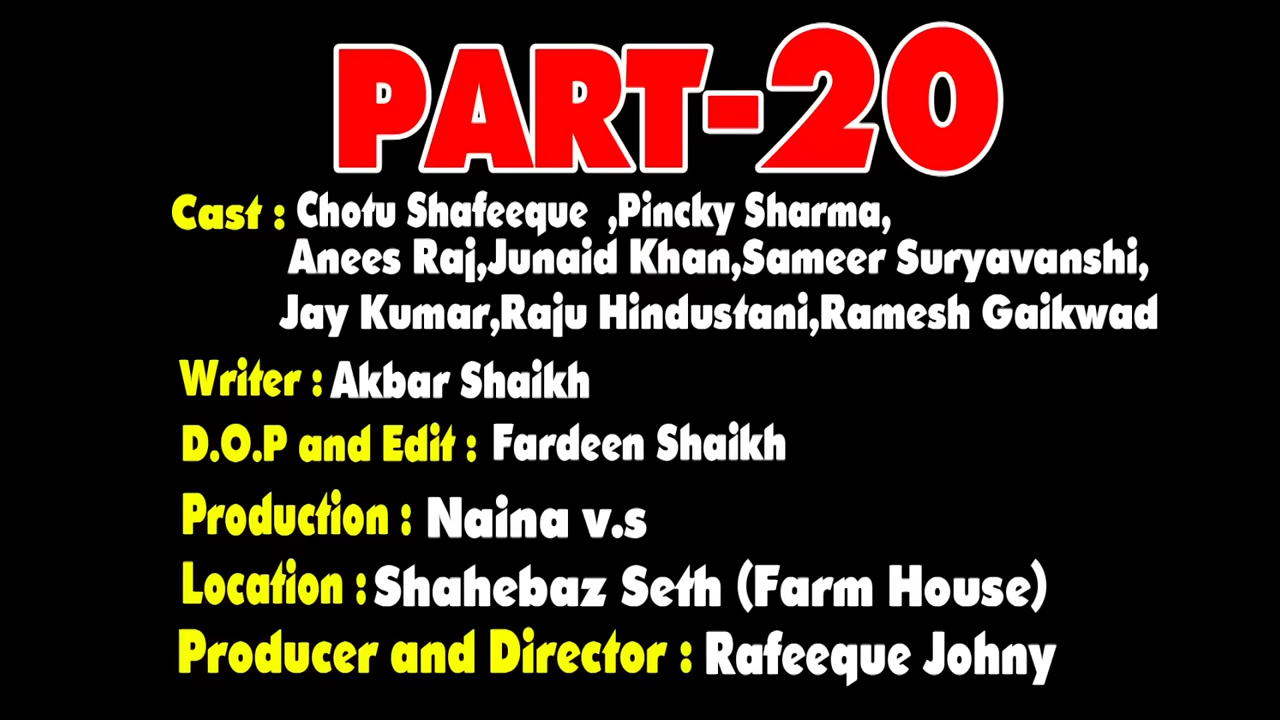 PART-20
Cast : Chotu Shafeeque ,Pincky Sharma,
Anees Raj,Junaid Khan,Sameer Suryavanshi,
Jay Kumar,Raju Hindustani,Ramesh Gaikwad
Writer : Akbar Shaikh
D.O.P and Edit : Fardeen Shaikh
Production : Naina v.s
Location : Shahebaz Seth (Farm House)
Producer and Director : Rafeeque Johny